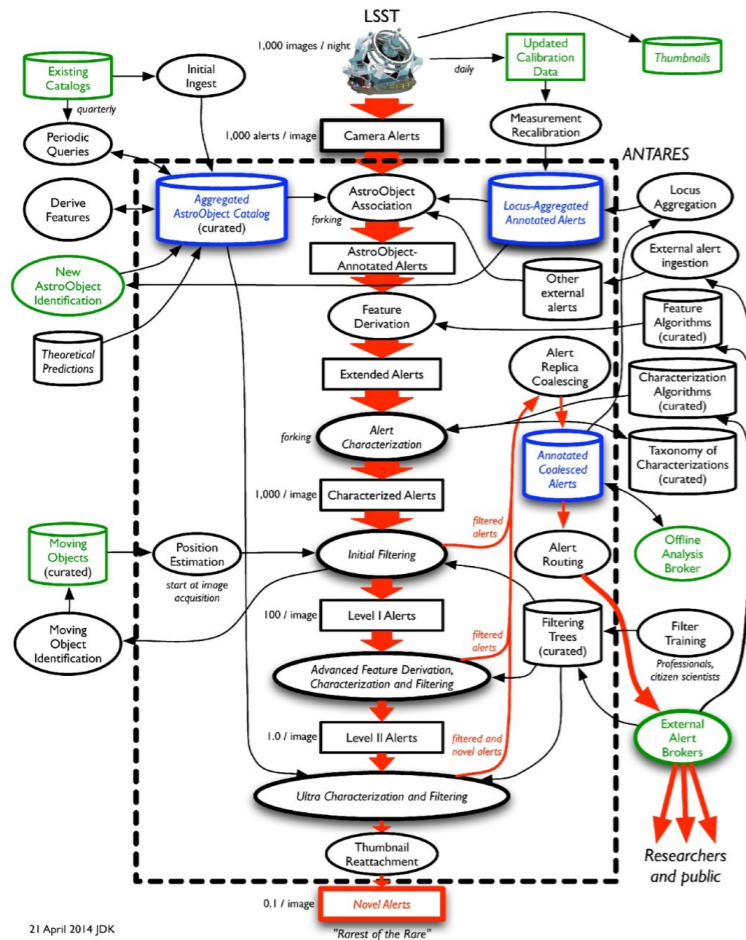 LSST
1,000 images / night
daily
Updated
Calibration
Data
Thumbnails
Existing
Catalogs
Initial
Ingest
quarterly
1,000 alerts / image
Camera Alerts
Measurement
Recalibration
Periodic
Queries
ANTARES
Derive
Features
Aggregated
AstroObject Catalog
(curated)
AstroObject
Association
forking
Locus-Aggregated
Annotated Alerts
Locus
Aggregation
AstroObject-
Annotated Alerts
External alert
ingestion
New
AstroObject
Identification
Other
external
alerts
Feature
Derivation
Feature
Algorithms
(curated)
Theoretical
Predictions
Extended Alerts
Alert
Replica
Coalescing
Characterization
Algorithms
(curated)
forking
Alert
Characterization
Annotated
Coalesced
Alerts
Taxonomy of
Characterizations
(curated)
1,000 / image
Characterized Alerts
filtered
alerts
Moving
Objects
(curated)
Position
Estimation
start at image
acquisition
Initial Filtering
Alert
Routing
Offline
Analysis
Broker
Moving
Object
Identification
100 / image
Level I Alerts
filtered
alerts
Filtering
Trees
(curated)
Filter
Training
Professionals,
citizen scientists
Advanced Feature Derivation,
Characterization and Filtering
1.0 / image
Level II Alerts
filtered and
novel alerts
External
Alert
Brokers
Ultra Characterization and Filtering
Thumbnail
Reattachment
Researchers
and public
0.1 / image
Novel Alerts
21 April 2014 JDK
"Rarest of the Rare"